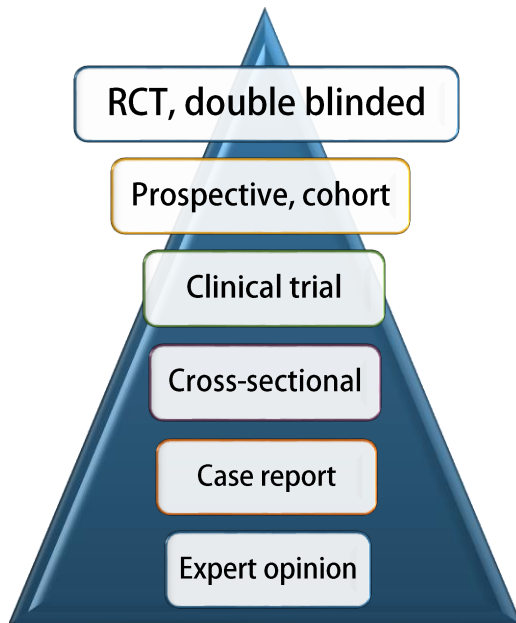 RCT, double blinded
Prospective, cohort
Clinical trial
Cross-sectional
Case report
Expert opinion